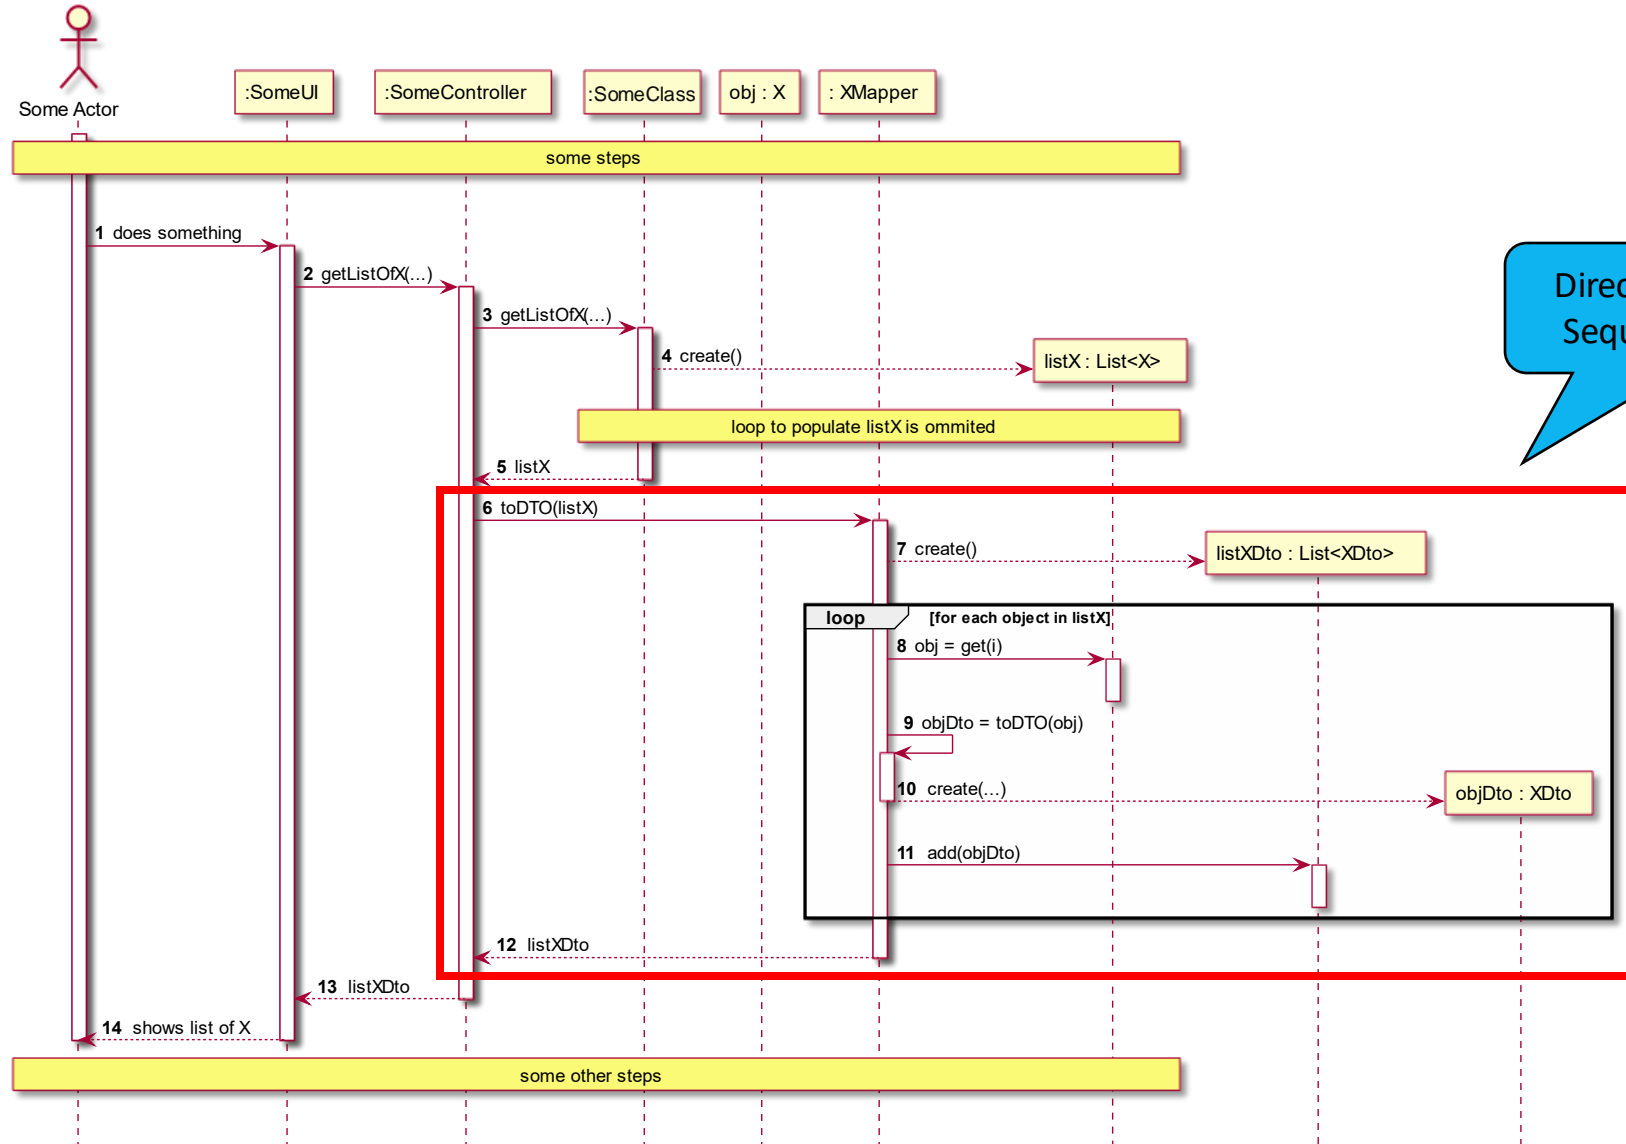 Some Actor
:SomeUI
:SomeController
:SomeClass
obj : X
: XMapper
some steps
1 does something
2 getListOfX(...)
3 getListOfX(...)
4 create()
listX : List<X>
loop to populate listX is ommited
5 listX
6 toDTO(listX)
7 create()
listXDto : List<XDto>
loop [for each object in listX]
8 obj = get(i)
9 objDto = toDTO(obj)
10 create(...)
objDto : XDto
11 add(objDto)
12 listXDto
13 listXDto
14 shows list of X
some other steps